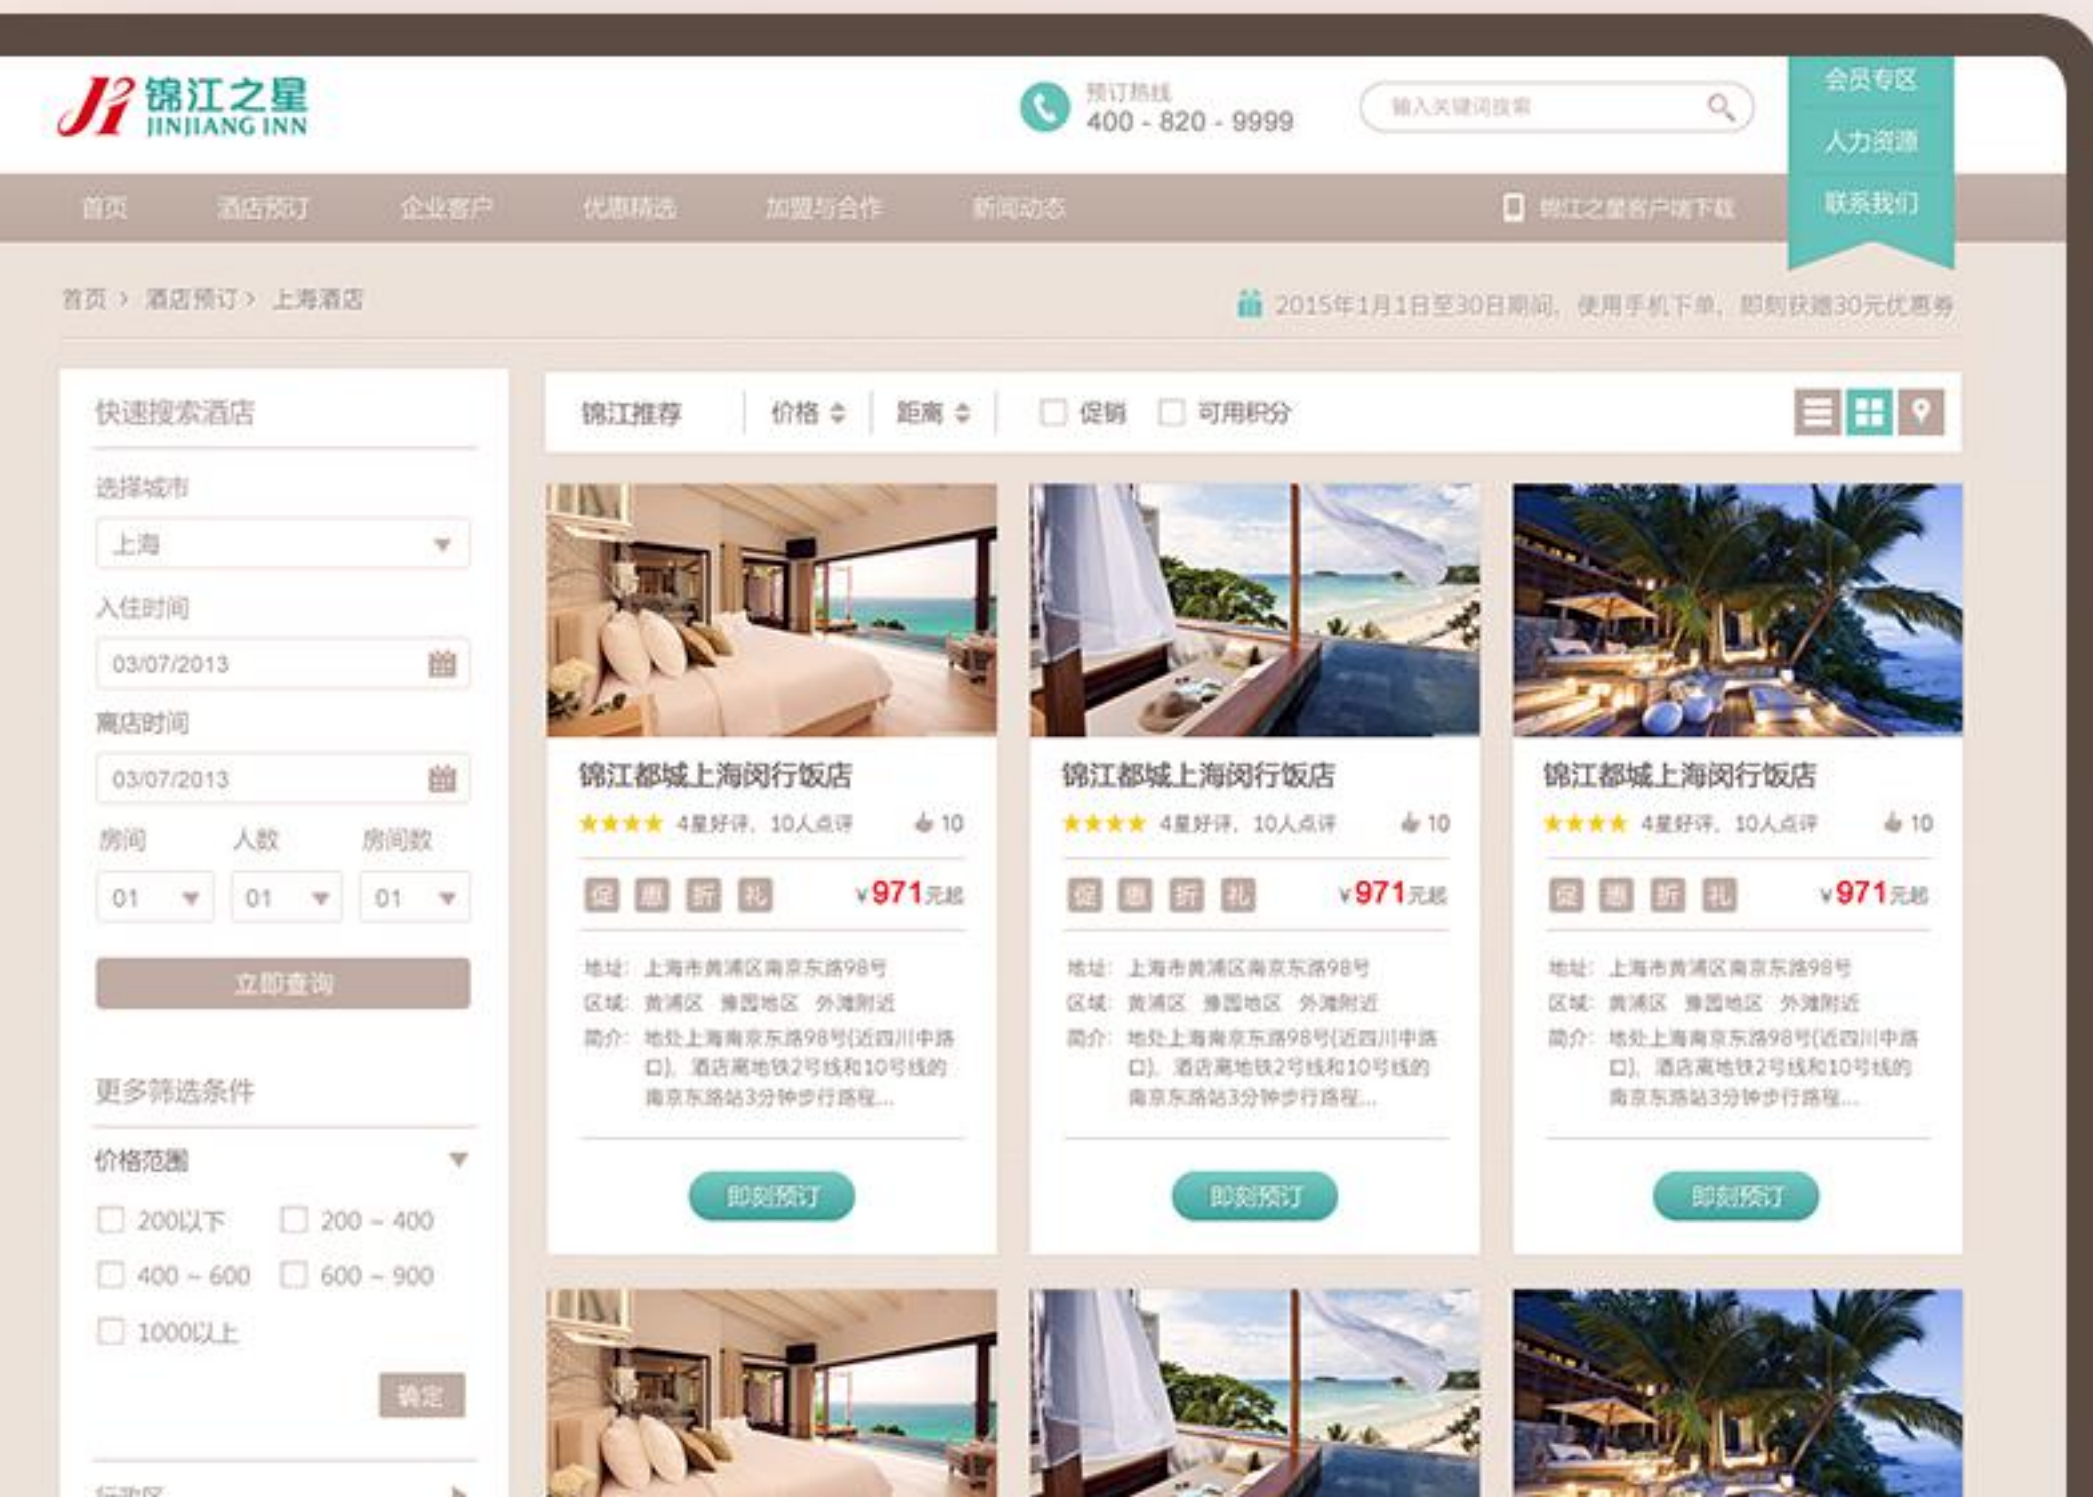 锦江之星
JINJIANG INN
预订热线
400 - 820 - 9999
输入关键词搜索
会员专区
人力资源
联系我们
首页 酒店预订 企业客户 优惠精选 加盟与合作 新闻动态 锦江之星客户端下载
首页 > 酒店预订 > 上海酒店
2015年1月1日至30日期间，使用手机下单，即刻获赠30元优惠券
快速搜索酒店
选择城市
上海
入住时间
03/07/2013
离店时间
03/07/2013
房间 人数 房间数
01 01 01
立即查询
更多筛选条件
价格范围
200以下 200 ~ 400
400 ~ 600 600 ~ 900
1000以上
确定
行政区
锦江推荐 价格 距离 促销 可用积分
锦江都城上海闵行饭店
4星好评，10人点评 10
促 惠 折 礼 ¥971元起
地址：上海市黄浦区南京东路98号
区域：黄浦区 豫园地区 外滩附近
简介：地处上海南京东路98号(近四川中路
口)，酒店离地铁2号线和10号线的
南京东路站3分钟步行路程...
即刻预订
锦江都城上海闵行饭店
4星好评，10人点评 10
促 惠 折 礼 ¥971元起
地址：上海市黄浦区南京东路98号
区域：黄浦区 豫园地区 外滩附近
简介：地处上海南京东路98号(近四川中路
口)，酒店离地铁2号线和10号线的
南京东路站3分钟步行路程...
即刻预订
锦江都城上海闵行饭店
4星好评，10人点评 10
促 惠 折 礼 ¥971元起
地址：上海市黄浦区南京东路98号
区域：黄浦区 豫园地区 外滩附近
简介：地处上海南京东路98号(近四川中路
口)，酒店离地铁2号线和10号线的
南京东路站3分钟步行路程...
即刻预订